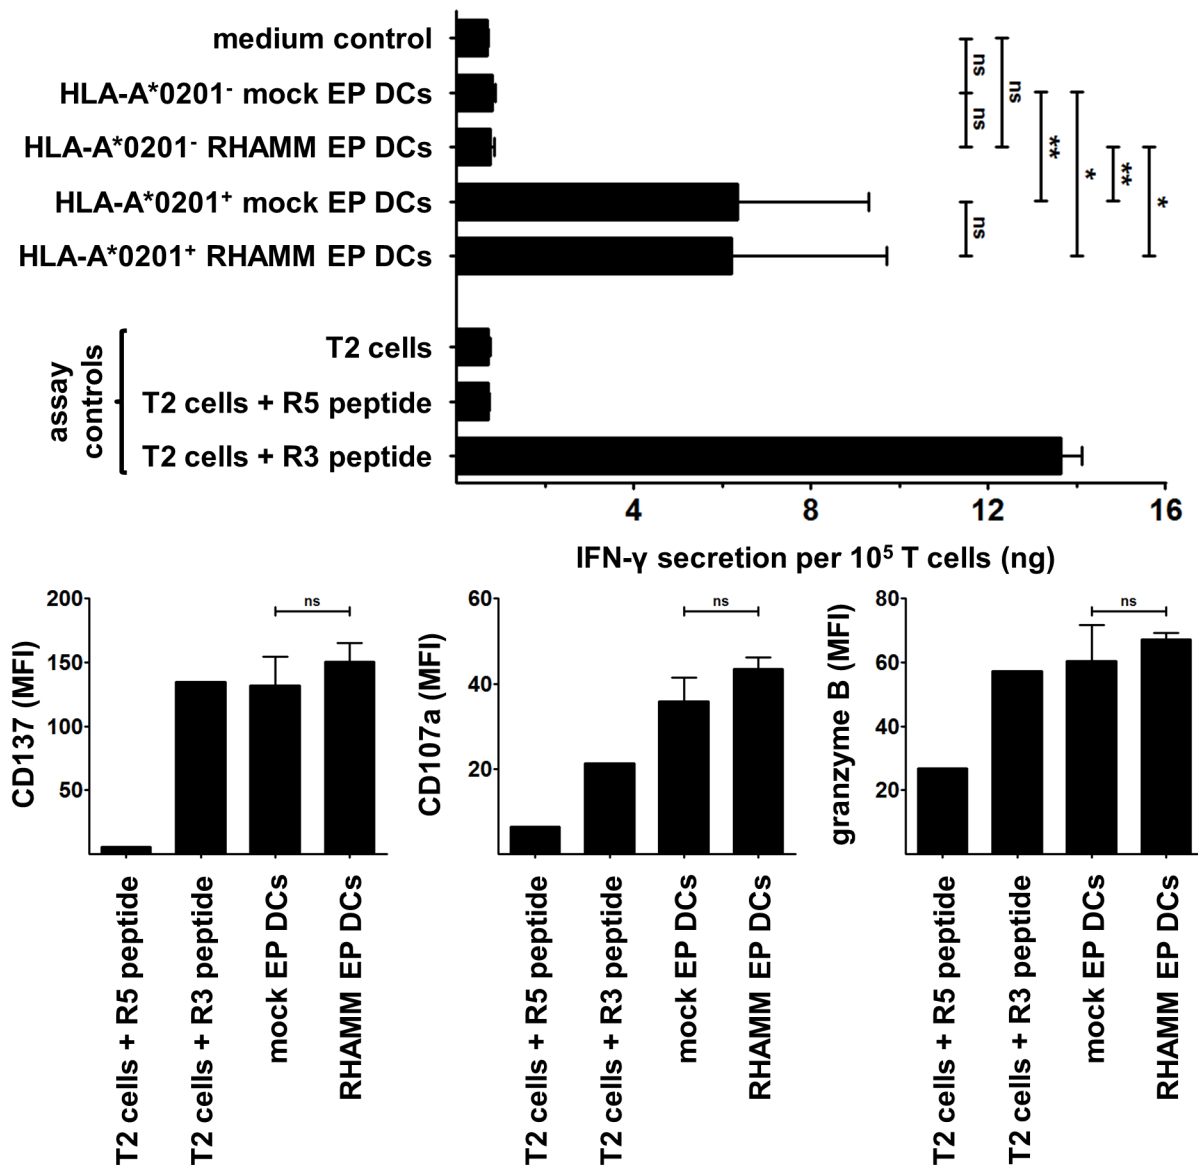 medium control
HLA-A*0201⁻ mock EP DCs
HLA-A*0201⁻ RHAMM EP DCs
HLA-A*0201⁺ mock EP DCs
HLA-A*0201⁺ RHAMM EP DCs
ns
ns
ns
**
*
**
*
ns
assay
controls
T2 cells
T2 cells + R5 peptide
T2 cells + R3 peptide
4
8
12
16
IFN-γ secretion per 10⁵ T cells (ng)
CD137 (MFI)
200
150
100
50
ns
T2 cells + R5 peptide
T2 cells + R3 peptide
mock EP DCs
RHAMM EP DCs
CD107a (MFI)
60
40
20
ns
T2 cells + R5 peptide
T2 cells + R3 peptide
mock EP DCs
RHAMM EP DCs
granzyme B (MFI)
80
60
40
20
ns
T2 cells + R5 peptide
T2 cells + R3 peptide
mock EP DCs
RHAMM EP DCs